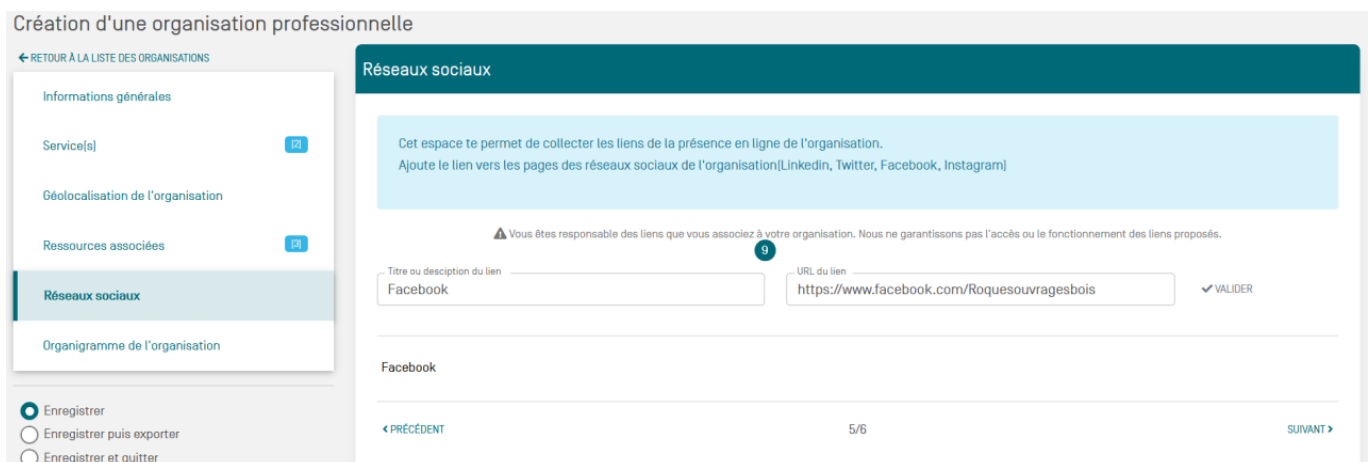 Création d'une organisation professionnelle
RETOUR À LA LISTE DES ORGANISATIONS
Informations générales
Service(s) [2]
Géolocalisation de l'organisation
Ressources associées [3]
Réseaux sociaux
Organigramme de l'organisation
Enregistrer
Enregistrer puis exporter
Enregistrer et quitter
Réseaux sociaux
Cet espace te permet de collecter les liens de la présence en ligne de l'organisation.
Ajoute le lien vers les pages des réseaux sociaux de l'organisation(Linkedin, Twitter, Facebook, Instagram)
Vous êtes responsable des liens que vous associez à votre organisation. Nous ne garantissons pas l'accès ou le fonctionnement des liens proposés.
9
Titre ou desciption du lien
Facebook
URL du lien
https://www.facebook.com/Roquesouvragesbois
VALIDER
Facebook
PRÉCÉDENT
5/6
SUIVANT